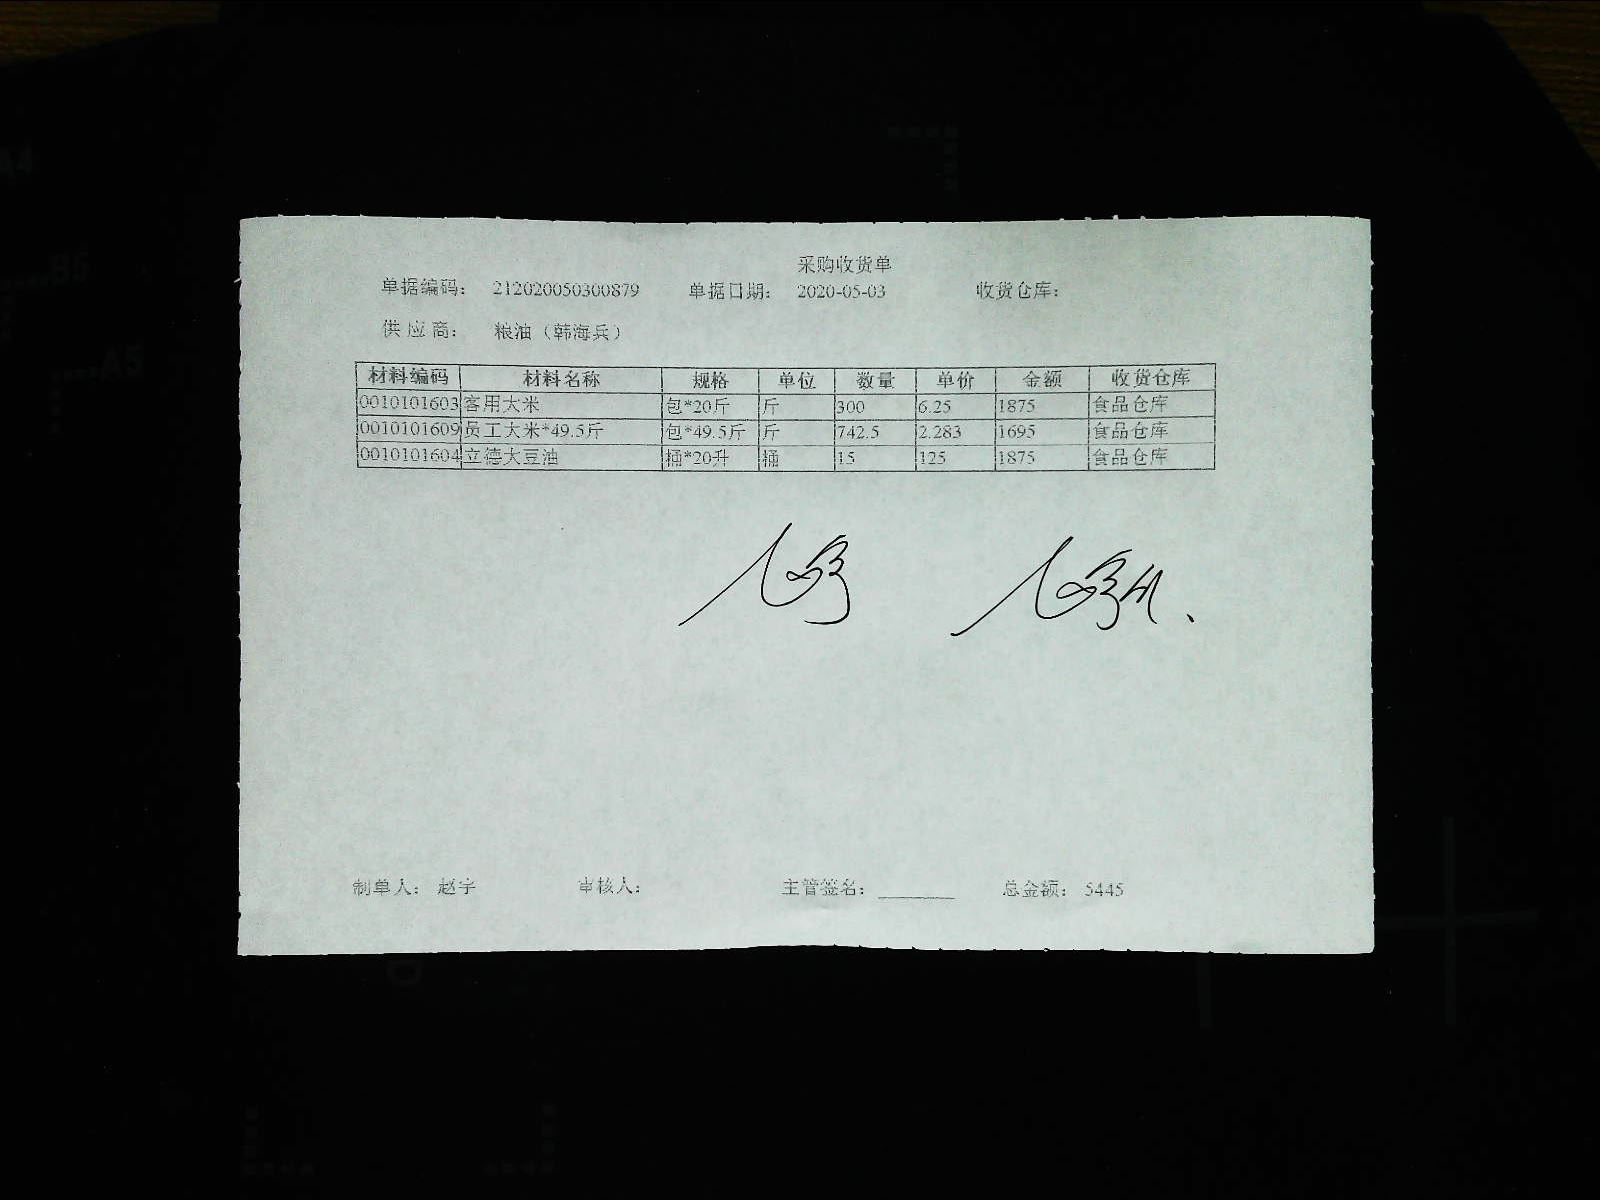 采购收货单
单据编码： 212020050300879 单据日期： 2020-05-03 收货仓库：
供应商： 粮油（韩海兵）
材料编码 材料名称 规格 单位 数量 单价 金额 收货仓库
0010101603 客用大米 包*20斤 斤 300 6.25 1875 食品仓库
0010101609 员工大米*49.5斤 包*49.5斤 斤 742.5 2.283 1695 食品仓库
0010101604 立德大豆油 桶*20升 桶 15 125 1875 食品仓库
制单人： 赵宇 审核人： 主管签名： 总金额： 5445
A4
B5
A5